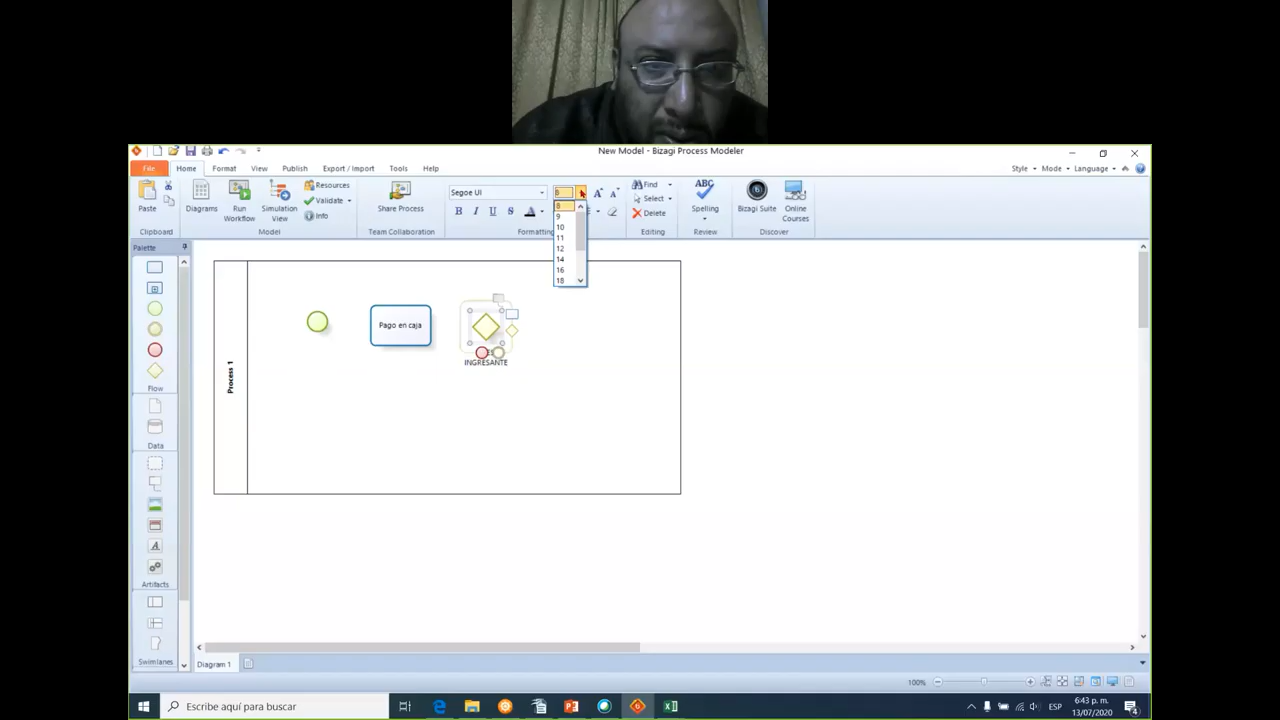 New Model - Bizagi Process Modeler
File Home Format View Publish Export / Import Tools Help
Style Mode Language
Paste
Diagrams
Run Workflow
Simulation View
Resources
Validate
Info
Share Process
Segoe UI
8
B I U S A
Find
Select
Delete
ABC
Spelling
Bizagi Suite
Online Courses
Clipboard
Model
Team Collaboration
Formatting
Editing
Review
Discover
8
9
10
11
12
14
16
18
Palette
Flow
Data
A
Artifacts
Swimlanes
Process 1
Pago en caja
INGRESANTE
Diagram 1
100%
Escribe aquí para buscar
ESP
6:43 p. m.
13/07/2020
4